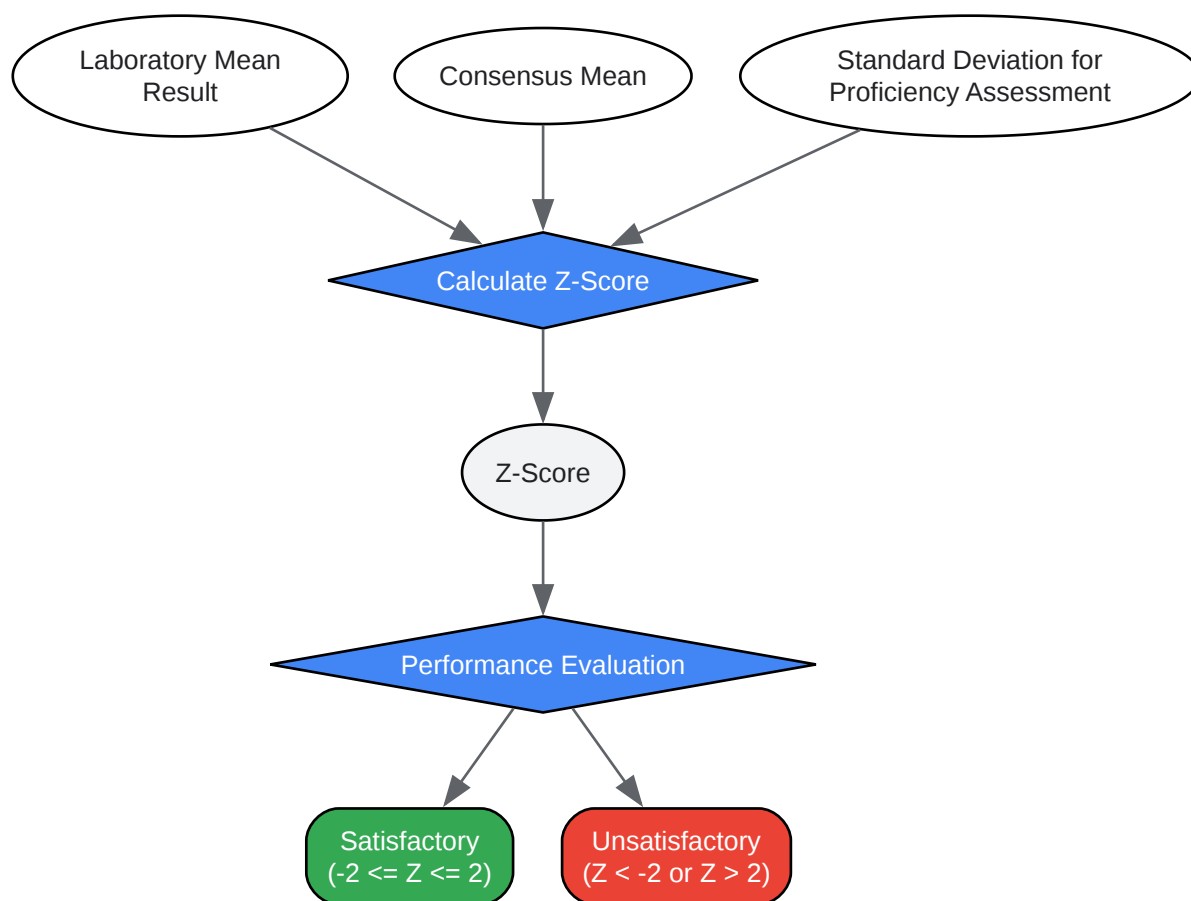 Laboratory Mean
Result
Consensus Mean
Standard Deviation for
Proficiency Assessment
Calculate Z-Score
Z-Score
Performance Evaluation
Satisfactory
(-2 <= Z <= 2)
Unsatisfactory
(Z < -2 or Z > 2)